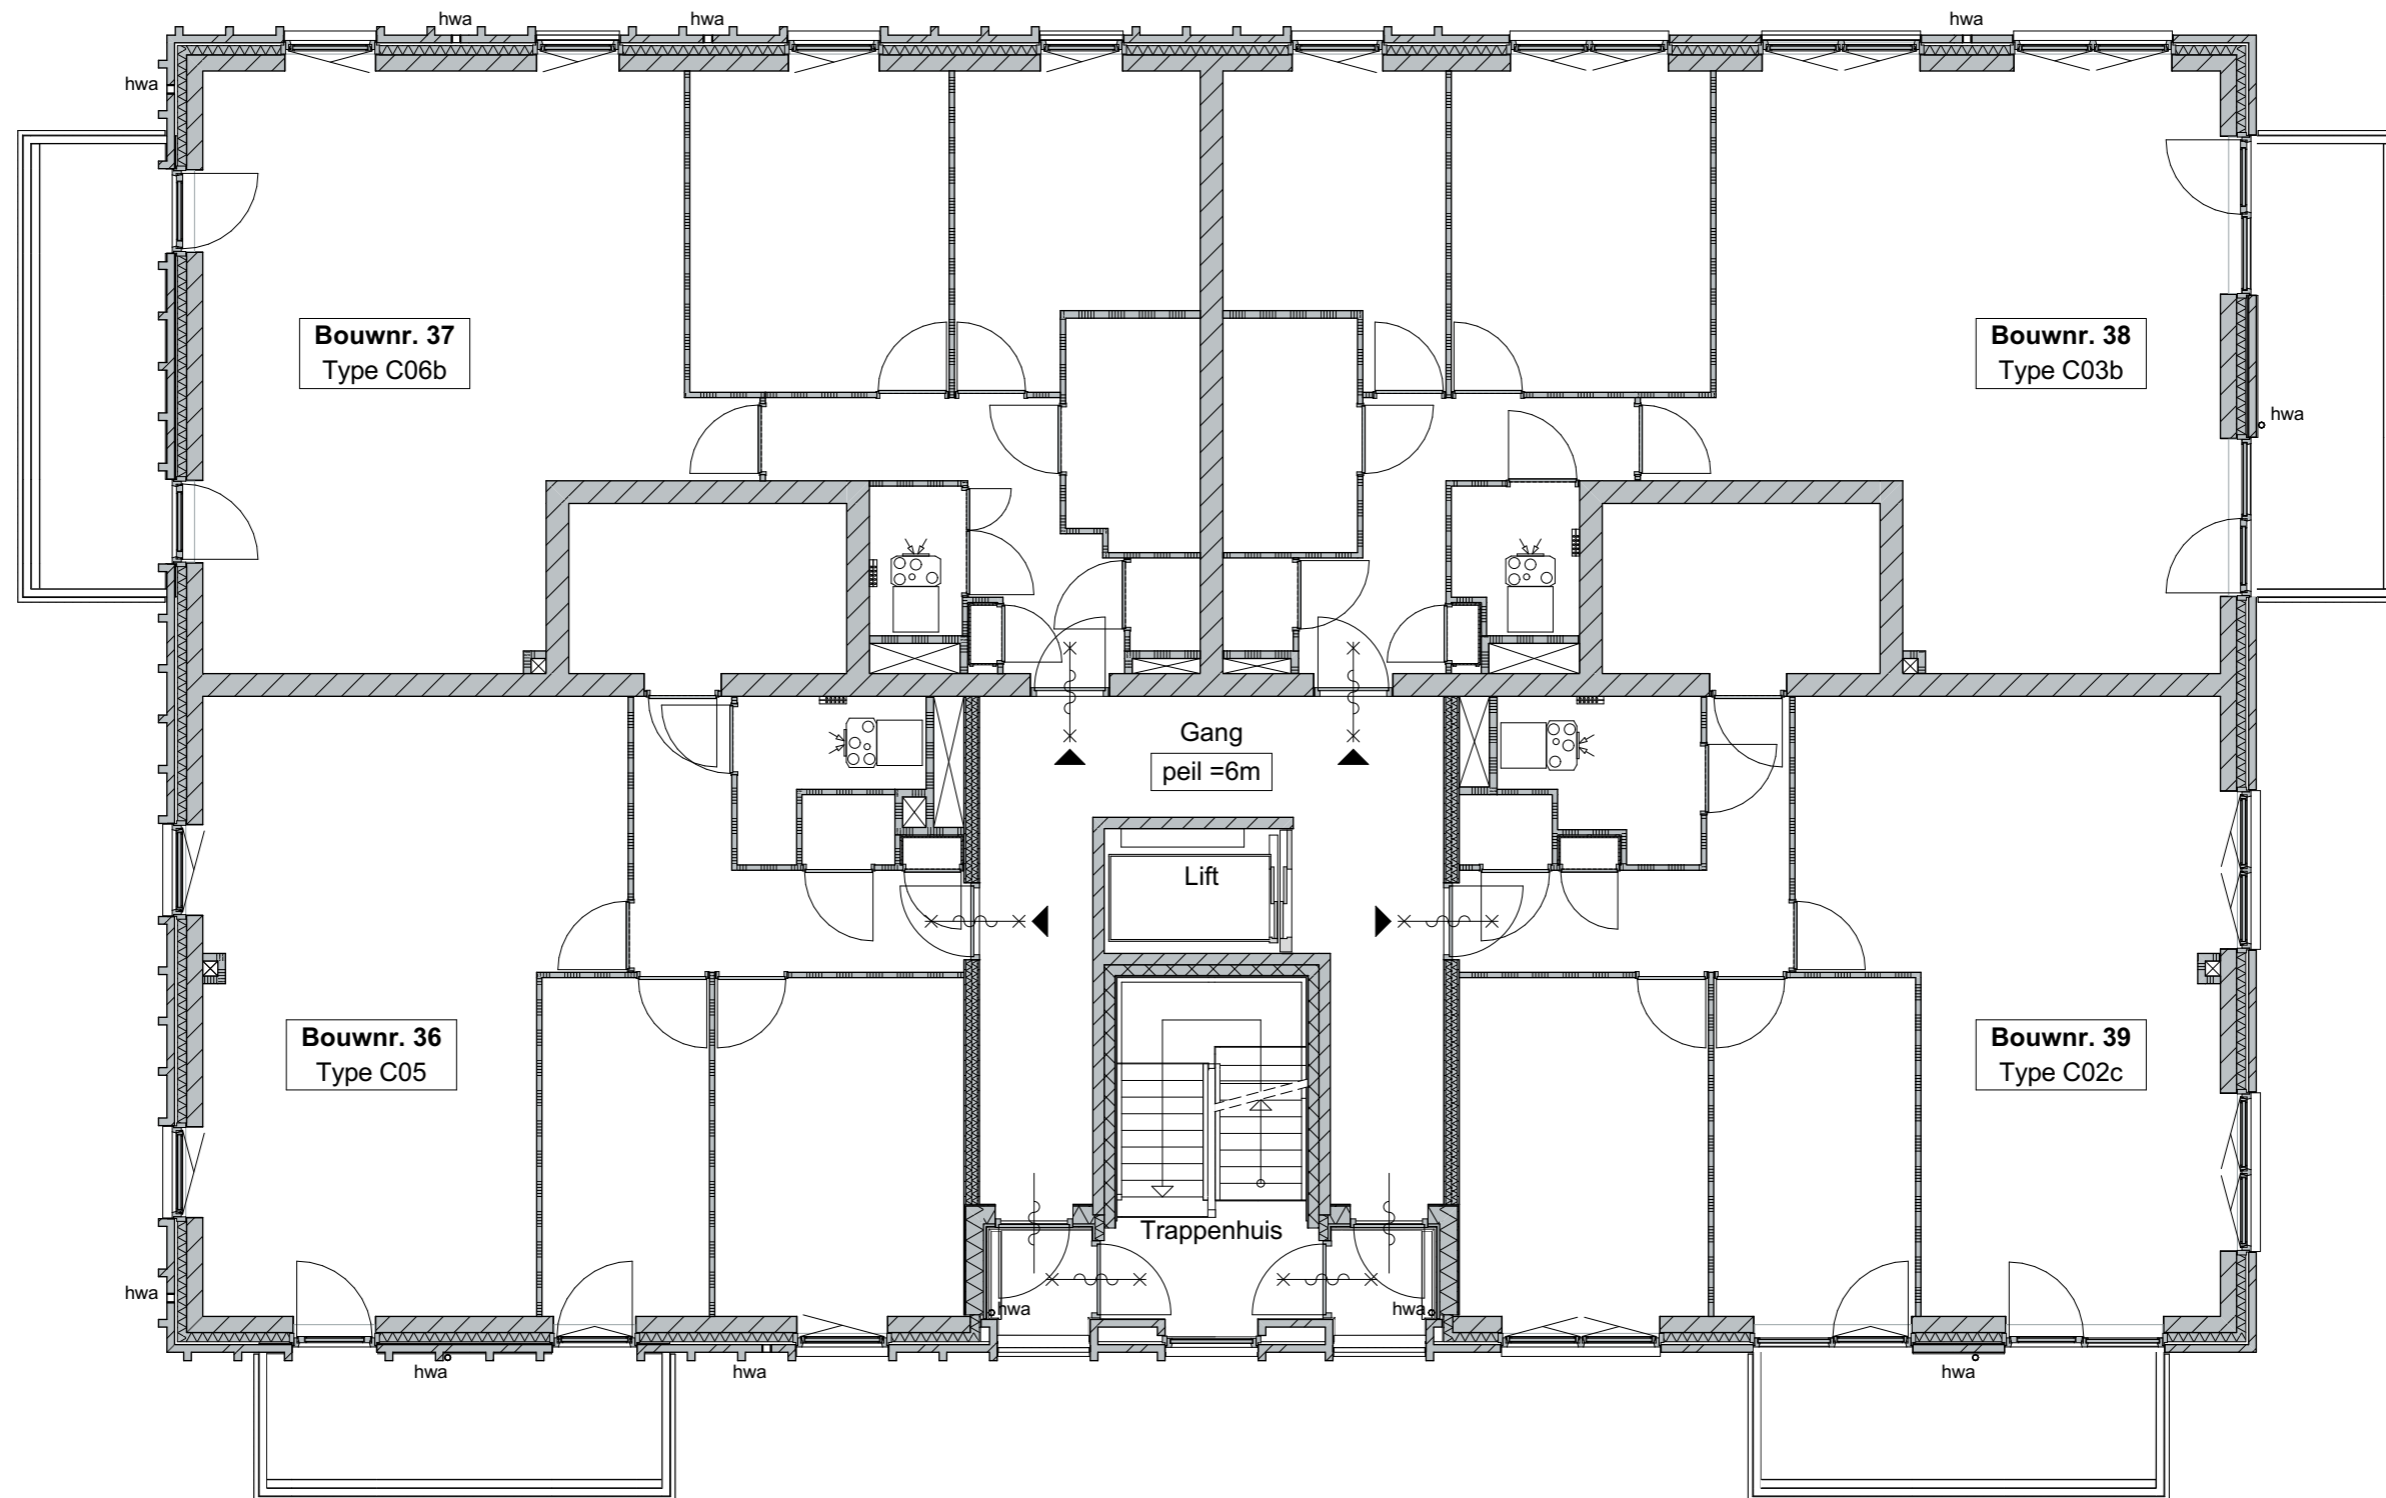 hwa
hwa
hwa
hwa
Bouwnr. 37
Type C06b
Bouwnr. 38
Type C03b
hwa
Gang
peil =6m
Lift
Bouwnr. 36
Type C05
Bouwnr. 39
Type C02c
Trappenhuis
hwa
hwa
hwa
hwa
hwa
hwa